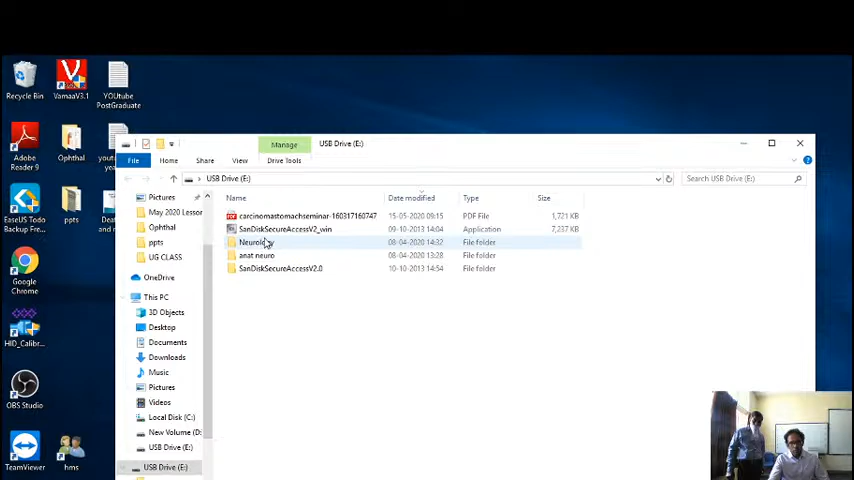 Recycle Bin
VamaaV3.1
YOutube
PostGraduate
Adobe
Reader 9
Ophthal
EaseUS Todo
Backup Free...
ppts
Google
Chrome
HID_Calibr...
OBS Studio
TeamViewer
hms
Manage
USB Drive (E:)
File
Home
Share
View
Drive Tools
USB Drive (E:)
Search USB Drive (E:)
Pictures
May 2020 Lesson
Ophthal
ppts
UG CLASS
OneDrive
This PC
3D Objects
Desktop
Documents
Downloads
Music
Pictures
Videos
Local Disk (C:)
New Volume (D:
USB Drive (E:)
USB Drive (E:)
Name Date modified Type Size
carcinomastomachseminar-160317160747 15-05-2020 09:15 PDF File 1,721 KB
SanDiskSecureAccessV2_win 09-10-2013 14:04 Application 7,237 KB
Neurology 08-04-2020 14:32 File folder
anat neuro 08-04-2020 13:28 File folder
SanDiskSecureAccessV2.0 10-10-2013 14:54 File folder